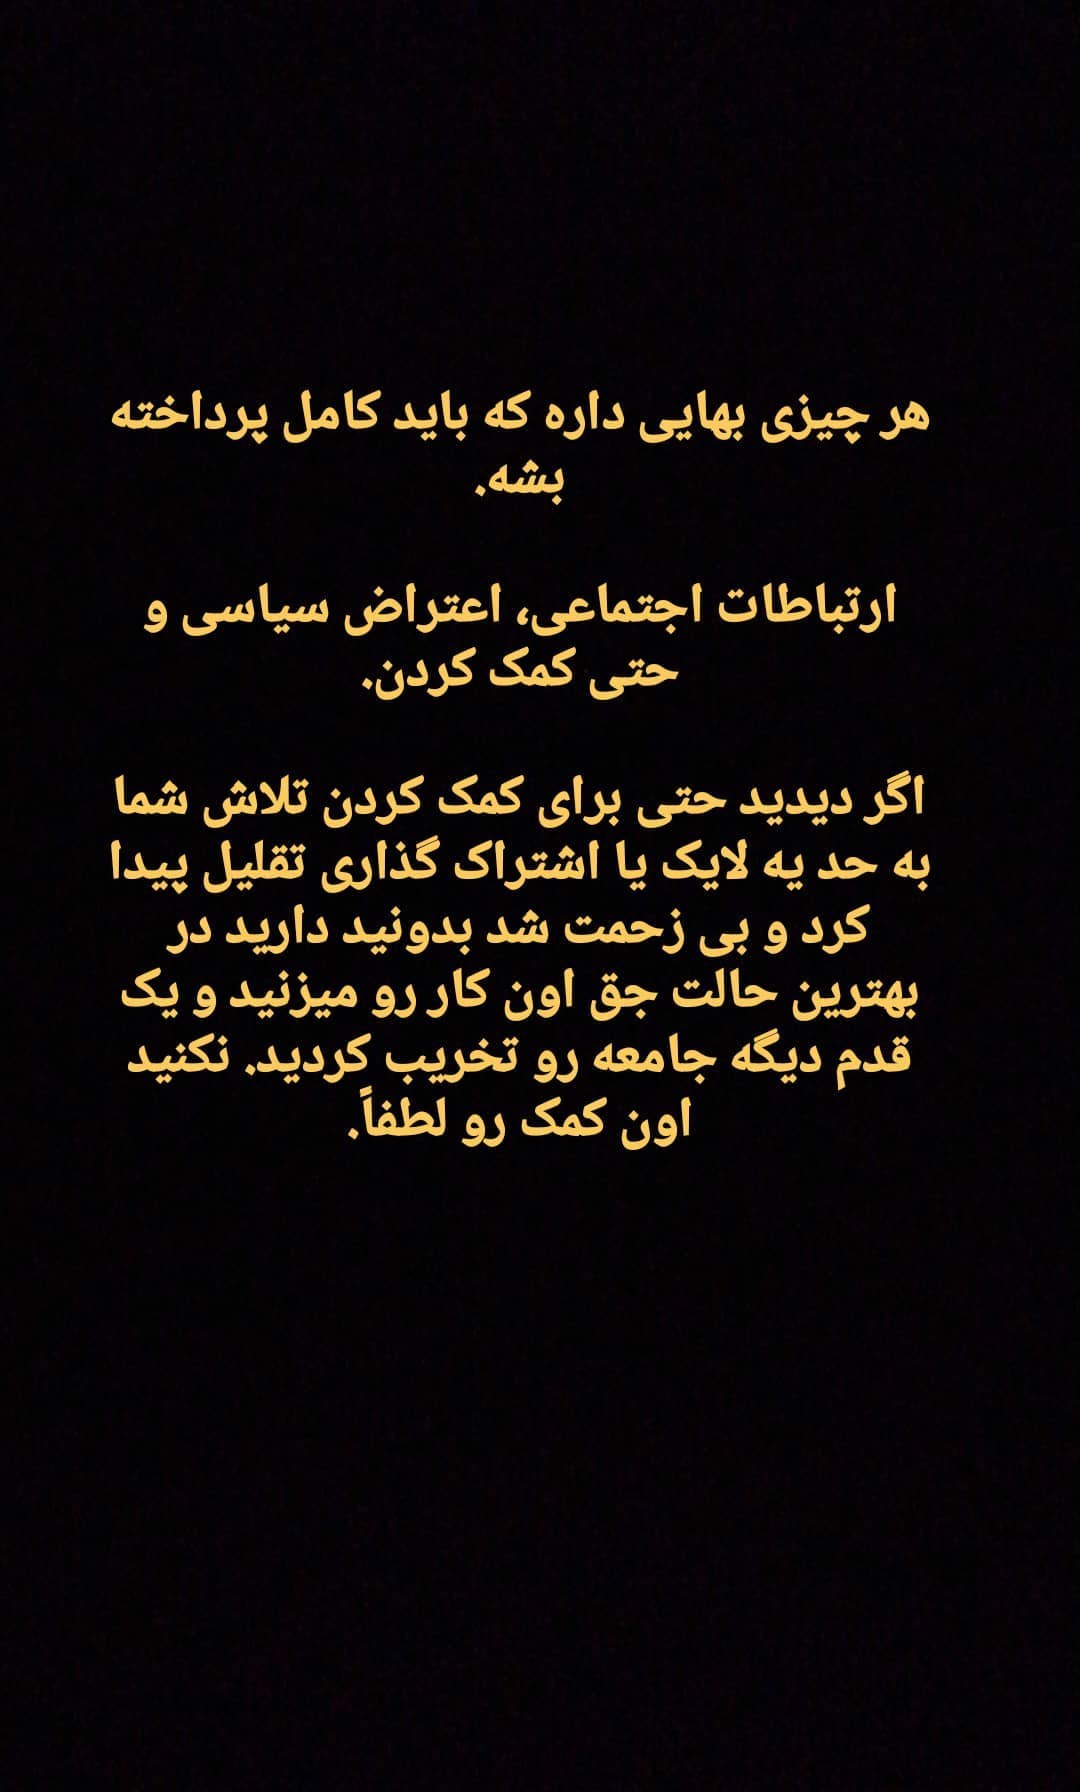 هر چیزی بهایی داره که باید کامل پرداخته
بشه.
ارتباطات اجتماعی، اعتراض سیاسی و
حتی کمک کردن.
اگر دیدید حتی برای کمک کردن تلاش شما
به حد یه لایک یا اشتراک گذاری تقلیل پیدا
کرد و بی زحمت شد بدونید دارید در
بهترین حالت جق اون کار رو میزنید و یک
قدم دیگه جامعه رو تخریب کردید. نکنید
اون کمک رو لطفاً.